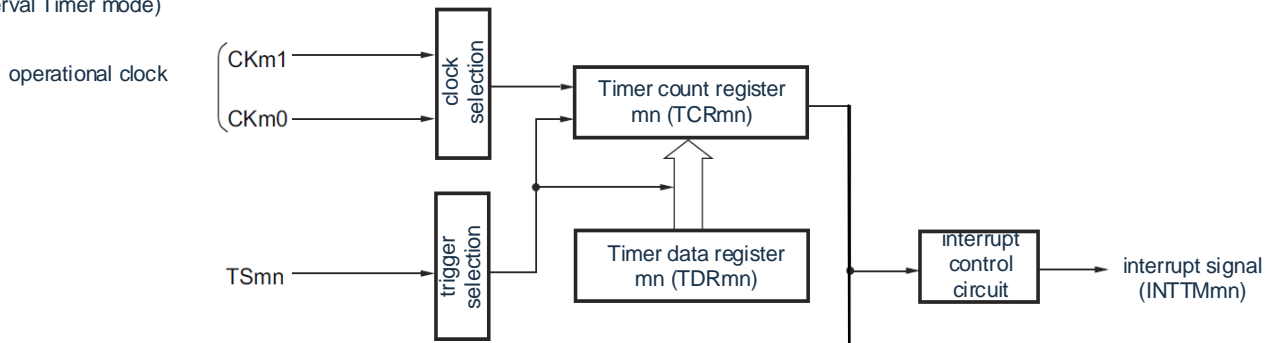 erval Timer mode)
operational clock
CKm1
CKm0
clock
selection
Timer count register
mn (TCRmn)
TSmn
trigger
selection
Timer data register
mn (TDRmn)
interrupt
control
circuit
interrupt signal
(INTTMmn)